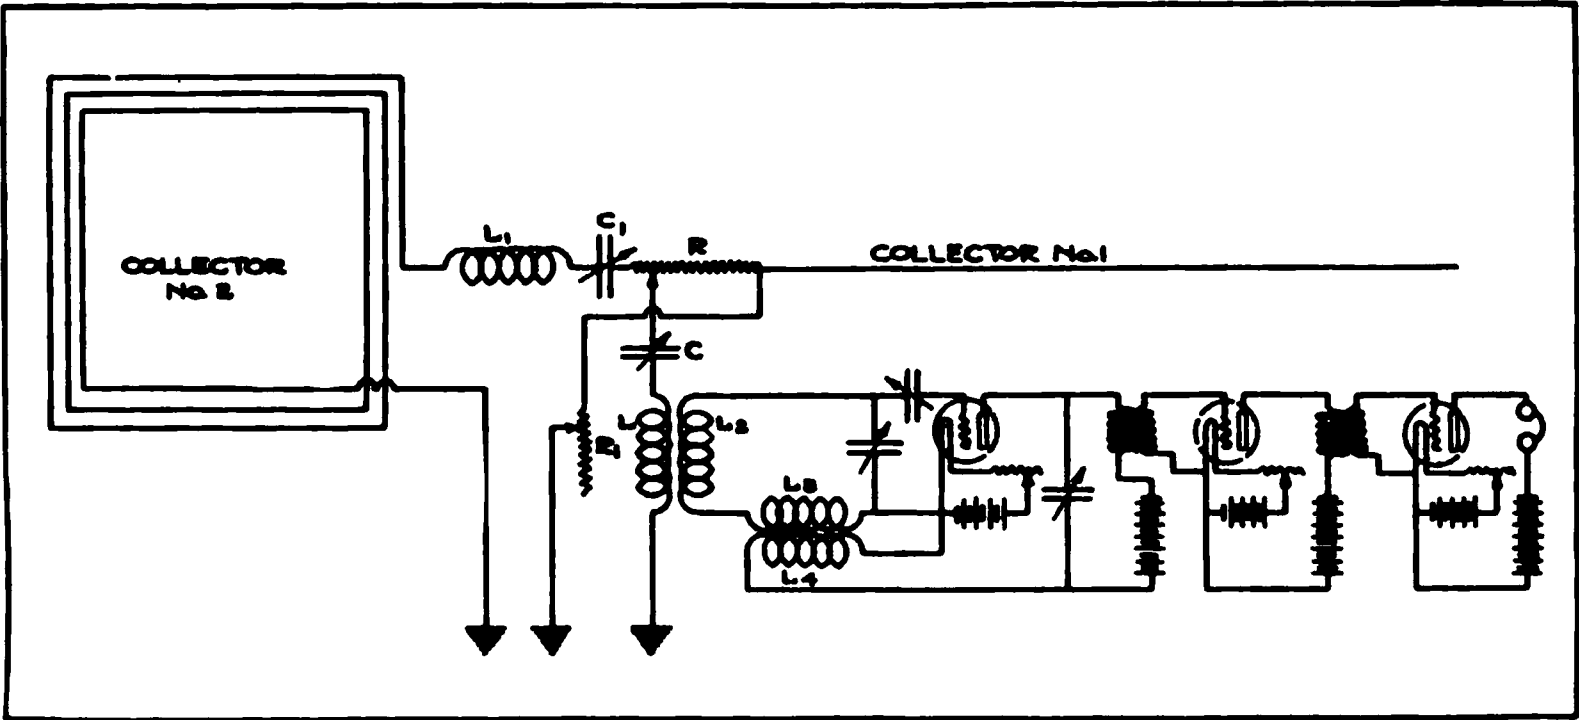 COLLECTOR
No. 2
L1
C1
R
COLLECTOR No.1
C
R1
L
L2
L3
L4